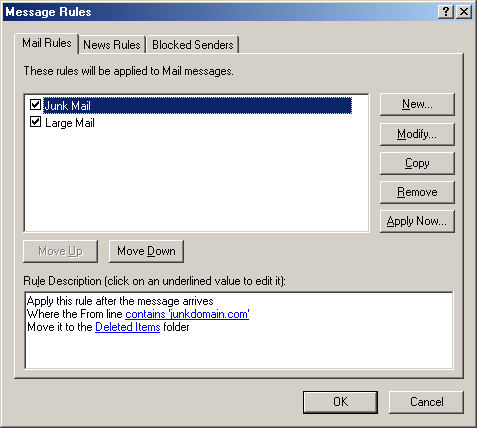 Message Rules
Mail Rules News Rules Blocked Senders
These rules will be applied to Mail messages.
Junk Mail
Large Mail
New...
Modify...
Copy
Remove
Apply Now...
Move Up Move Down
Rule Description (click on an underlined value to edit it):
Apply this rule after the message arrives
Where the From line contains 'junkdomain.com'
Move it to the Deleted Items folder
OK Cancel